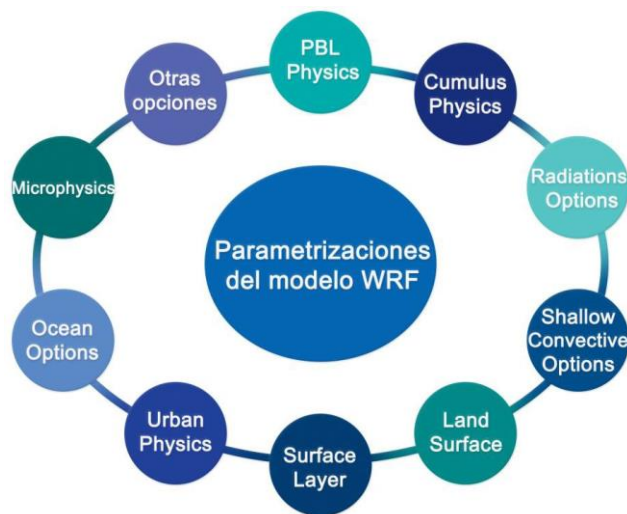 PBL
Physics
Cumulus
Physics
Radiations
Options
Shallow
Convective
Options
Land
Surface
Surface
Layer
Urban
Physics
Ocean
Options
Microphysics
Otras
opciones
Parametrizaciones
del modelo WRF